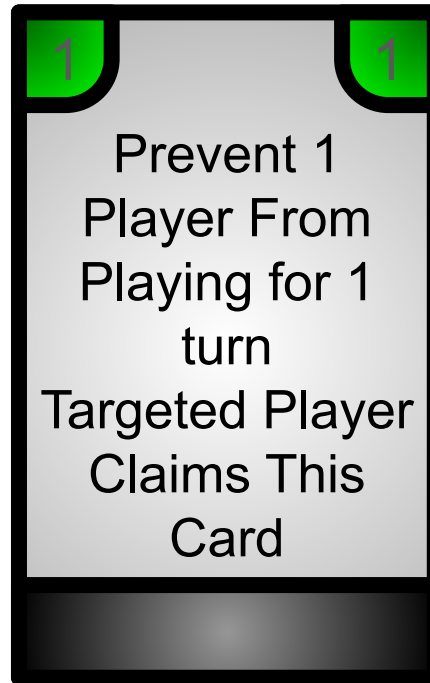 1 1
Prevent 1
Player From
Playing for 1
turn
Targeted Player
Claims This
Card